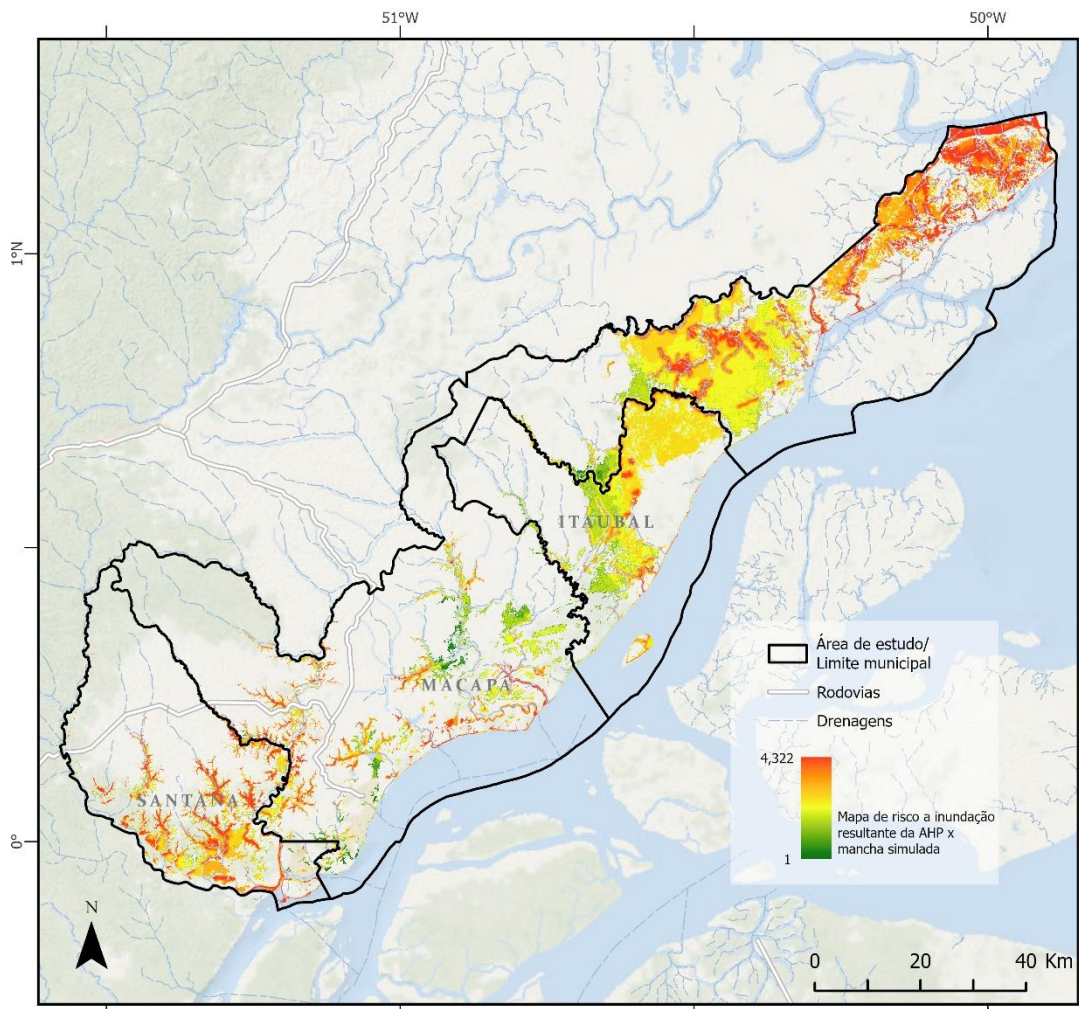 51°W
50°W
1°N
ITAUBAL
Área de estudo/
Limite municipal
Rodovias
MACAPÁ
Drenagens
4,322
SANTANA
Mapa de risco a inundação
resultante da AHP x
mancha simulada
1
0°
N
0 20 40 Km